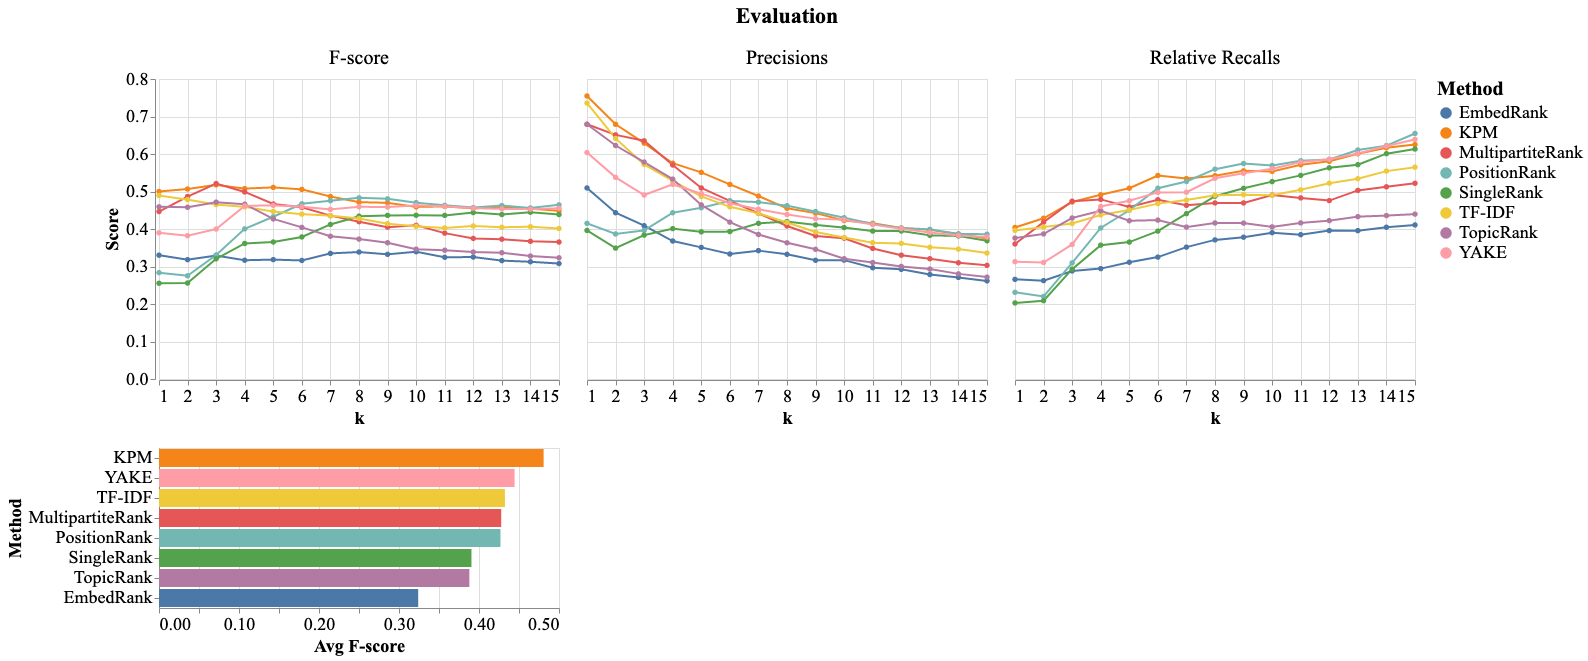 Evaluation
F-score Precisions Relative Recalls
Score
0.8
0.7
0.6
0.5
0.4
0.3
0.2
0.1
0.0
1 2 3 4 5 6 7 8 9 10 11 12 13 14 15
k
1 2 3 4 5 6 7 8 9 10 11 12 13 14 15
k
1 2 3 4 5 6 7 8 9 10 11 12 13 14 15
k
Method
EmbedRank
KPM
MultipartiteRank
PositionRank
SingleRank
TF-IDF
TopicRank
YAKE
Method
KPM
YAKE
TF-IDF
MultipartiteRank
PositionRank
SingleRank
TopicRank
EmbedRank
0.00 0.10 0.20 0.30 0.40 0.50
Avg F-score